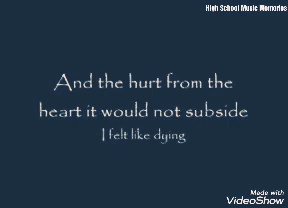 High School Music Memories
And the hurt from the
heart it would not subside
I felt like dying
Made with
VideoShow